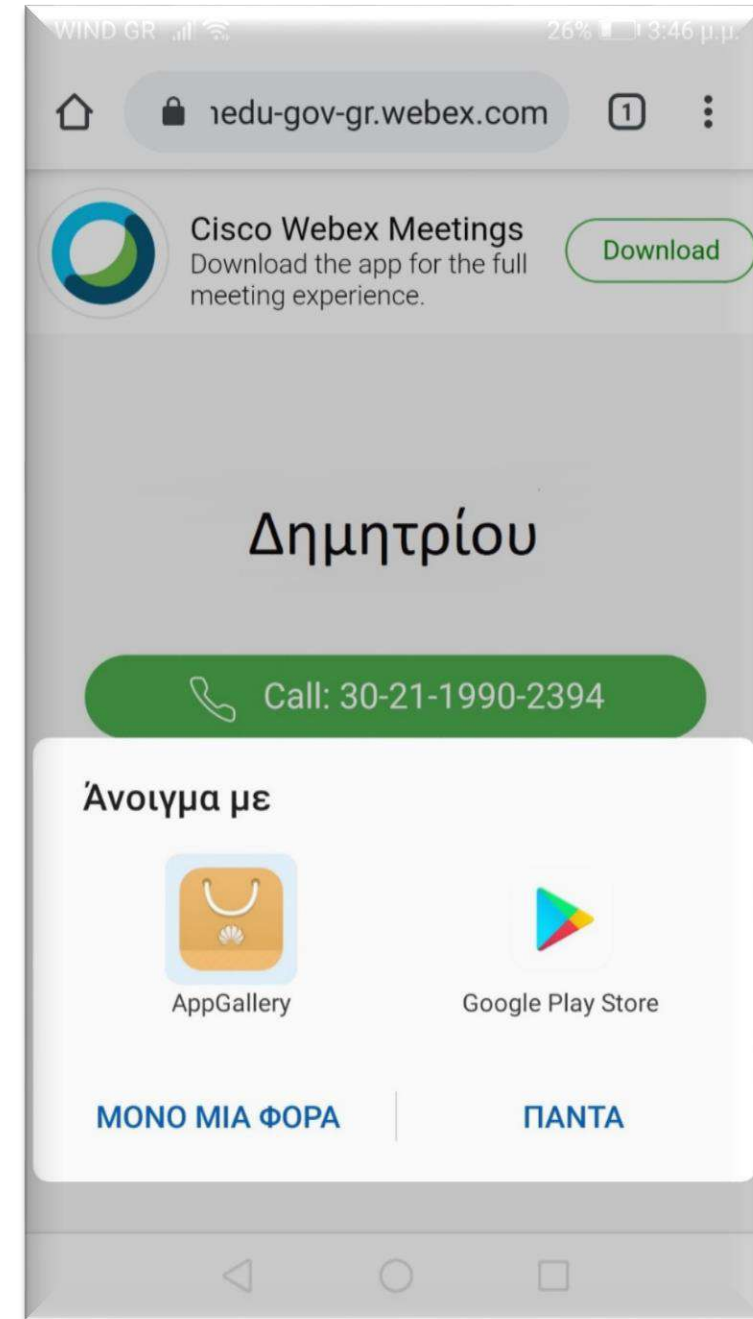 WIND GR 26% 3:46 μ.μ.
nedu-gov-gr.webex.com 1
Cisco Webex Meetings
Download the app for the full
meeting experience.
Download
Δημητρίου
Call: 30-21-1990-2394
Άνοιγμα με
AppGallery Google Play Store
ΜΟΝΟ ΜΙΑ ΦΟΡΑ ΠΑΝΤΑ